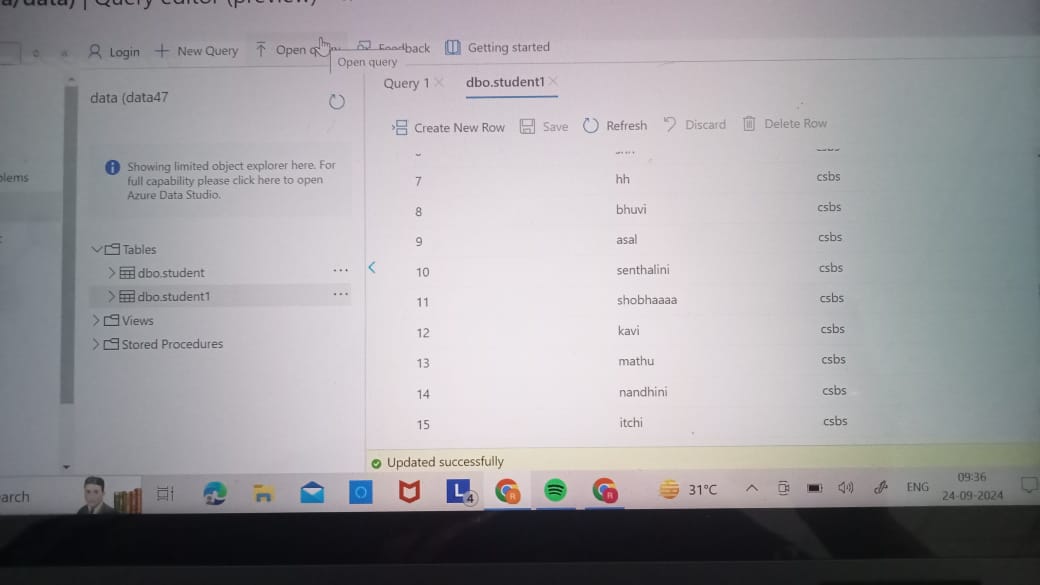 Query editor (preview)
Login + New Query Open Feedback Getting started
Open query
data (data47
Query 1 × dbo.student1 ×
Create New Row Save Refresh Discard Delete Row
Showing limited object explorer here. For
full capability please click here to open
Azure Data Studio.
Tables
dbo.student ...
dbo.student1 ...
Views
Stored Procedures
7 hh csbs
8 bhuvi csbs
9 asal csbs
10 senthalini csbs
11 shobhaaaa csbs
12 kavi csbs
13 mathu csbs
14 nandhini csbs
15 itchi csbs
Updated successfully
arch L 4 R R 31°C ENG 09:36
24-09-2024